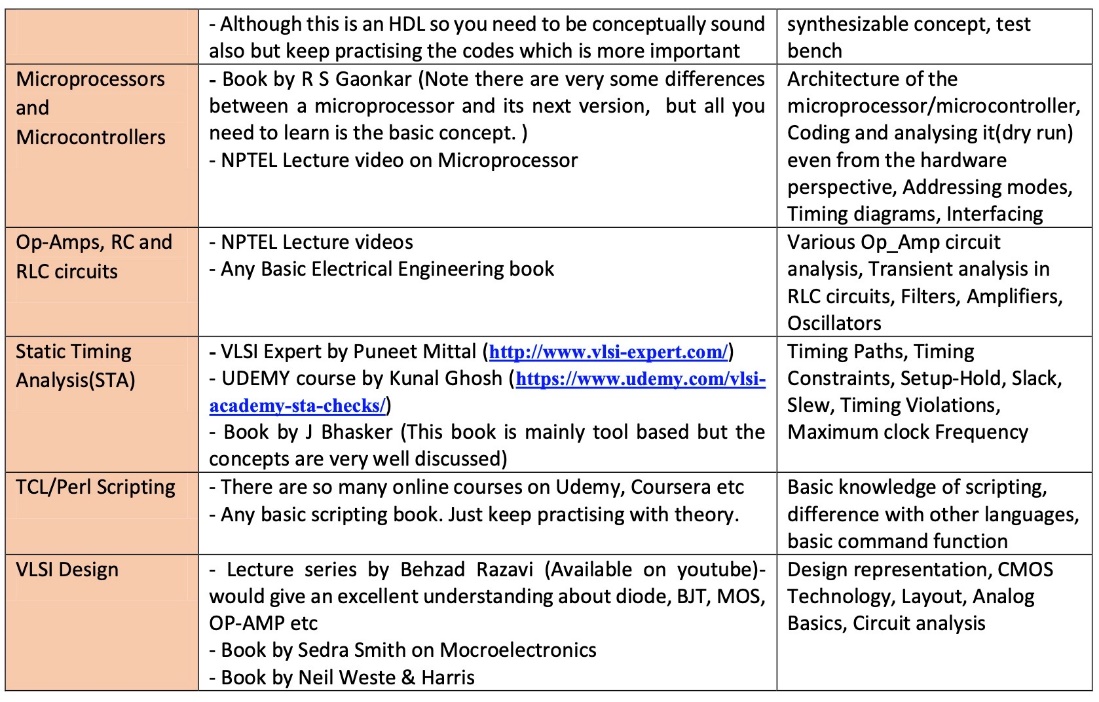 - Although this is an HDL so you need to be conceptually sound
also but keep practising the codes which is more important
synthesizable concept, test
bench
Microprocessors
and
Microcontrollers
- Book by R S Gaonkar (Note there are very some differences
between a microprocessor and its next version, but all you
need to learn is the basic concept. )
- NPTEL Lecture video on Microprocessor
Architecture of the
microprocessor/microcontroller,
Coding and analysing it(dry run)
even from the hardware
perspective, Addressing modes,
Timing diagrams, Interfacing
Op-Amps, RC and
RLC circuits
- NPTEL Lecture videos
- Any Basic Electrical Engineering book
Various Op_Amp circuit
analysis, Transient analysis in
RLC circuits, Filters, Amplifiers,
Oscillators
Static Timing
Analysis(STA)
- VLSI Expert by Puneet Mittal (http://www.vlsi-expert.com/)
- UDEMY course by Kunal Ghosh (https://www.udemy.com/vlsi-
academy-sta-checks/)
- Book by J Bhasker (This book is mainly tool based but the
concepts are very well discussed)
Timing Paths, Timing
Constraints, Setup-Hold, Slack,
Slew, Timing Violations,
Maximum clock Frequency
TCL/Perl Scripting
- There are so many online courses on Udemy, Coursera etc
- Any basic scripting book. Just keep practising with theory.
Basic knowledge of scripting,
difference with other languages,
basic command function
VLSI Design
- Lecture series by Behzad Razavi (Available on youtube)-
would give an excellent understanding about diode, BJT, MOS,
OP-AMP etc
- Book by Sedra Smith on Mocroelectronics
- Book by Neil Weste & Harris
Design representation, CMOS
Technology, Layout, Analog
Basics, Circuit analysis